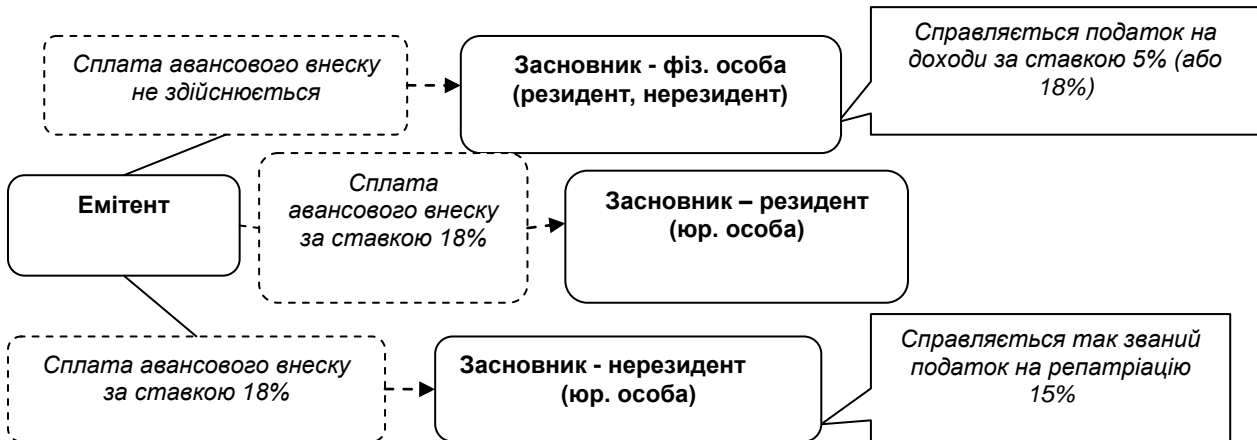 Сплата авансового внеску
не здійснюється
Засновник - фіз. особа
(резидент, нерезидент)
Справляється податок на
доходи за ставкою 5% (або
18%)
Емітент
Сплата
авансового внеску
за ставкою 18%
Засновник – резидент
(юр. особа)
Сплата авансового внеску
за ставкою 18%
Засновник - нерезидент
(юр. особа)
Справляється так званий
податок на репатріацію
15%